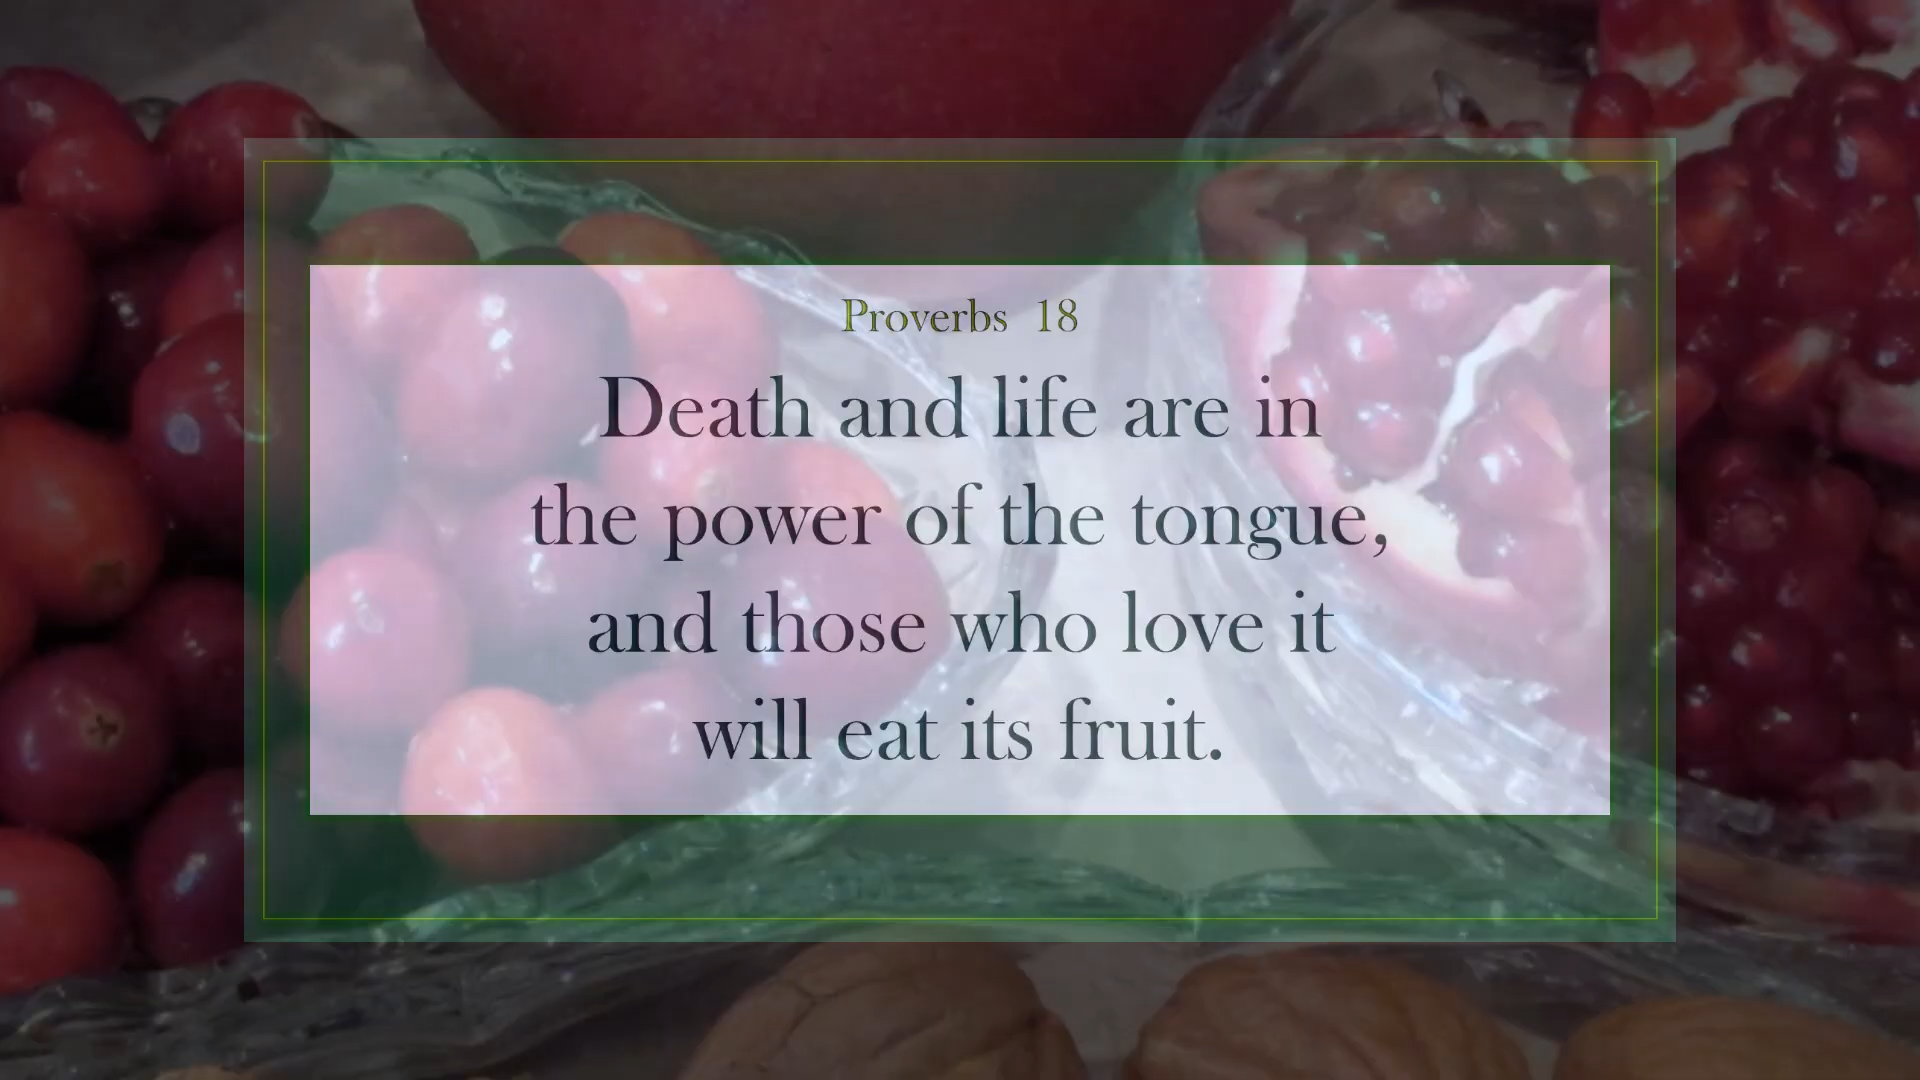 Proverbs 18
Death and life are in
the power of the tongue,
and those who love it
will eat its fruit.